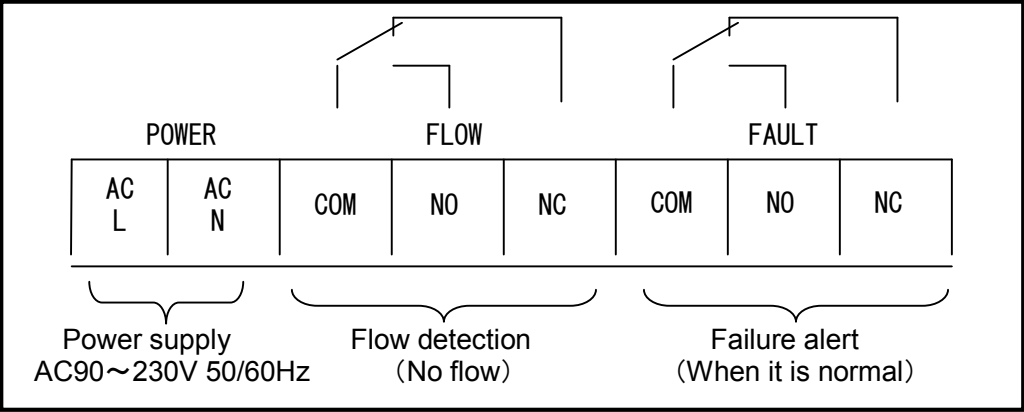 POWER FLOW FAULT
AC L AC N COM NO NC COM NO NC
Power supply Flow detection Failure alert
AC90～230V 50/60Hz （No flow） （When it is normal）